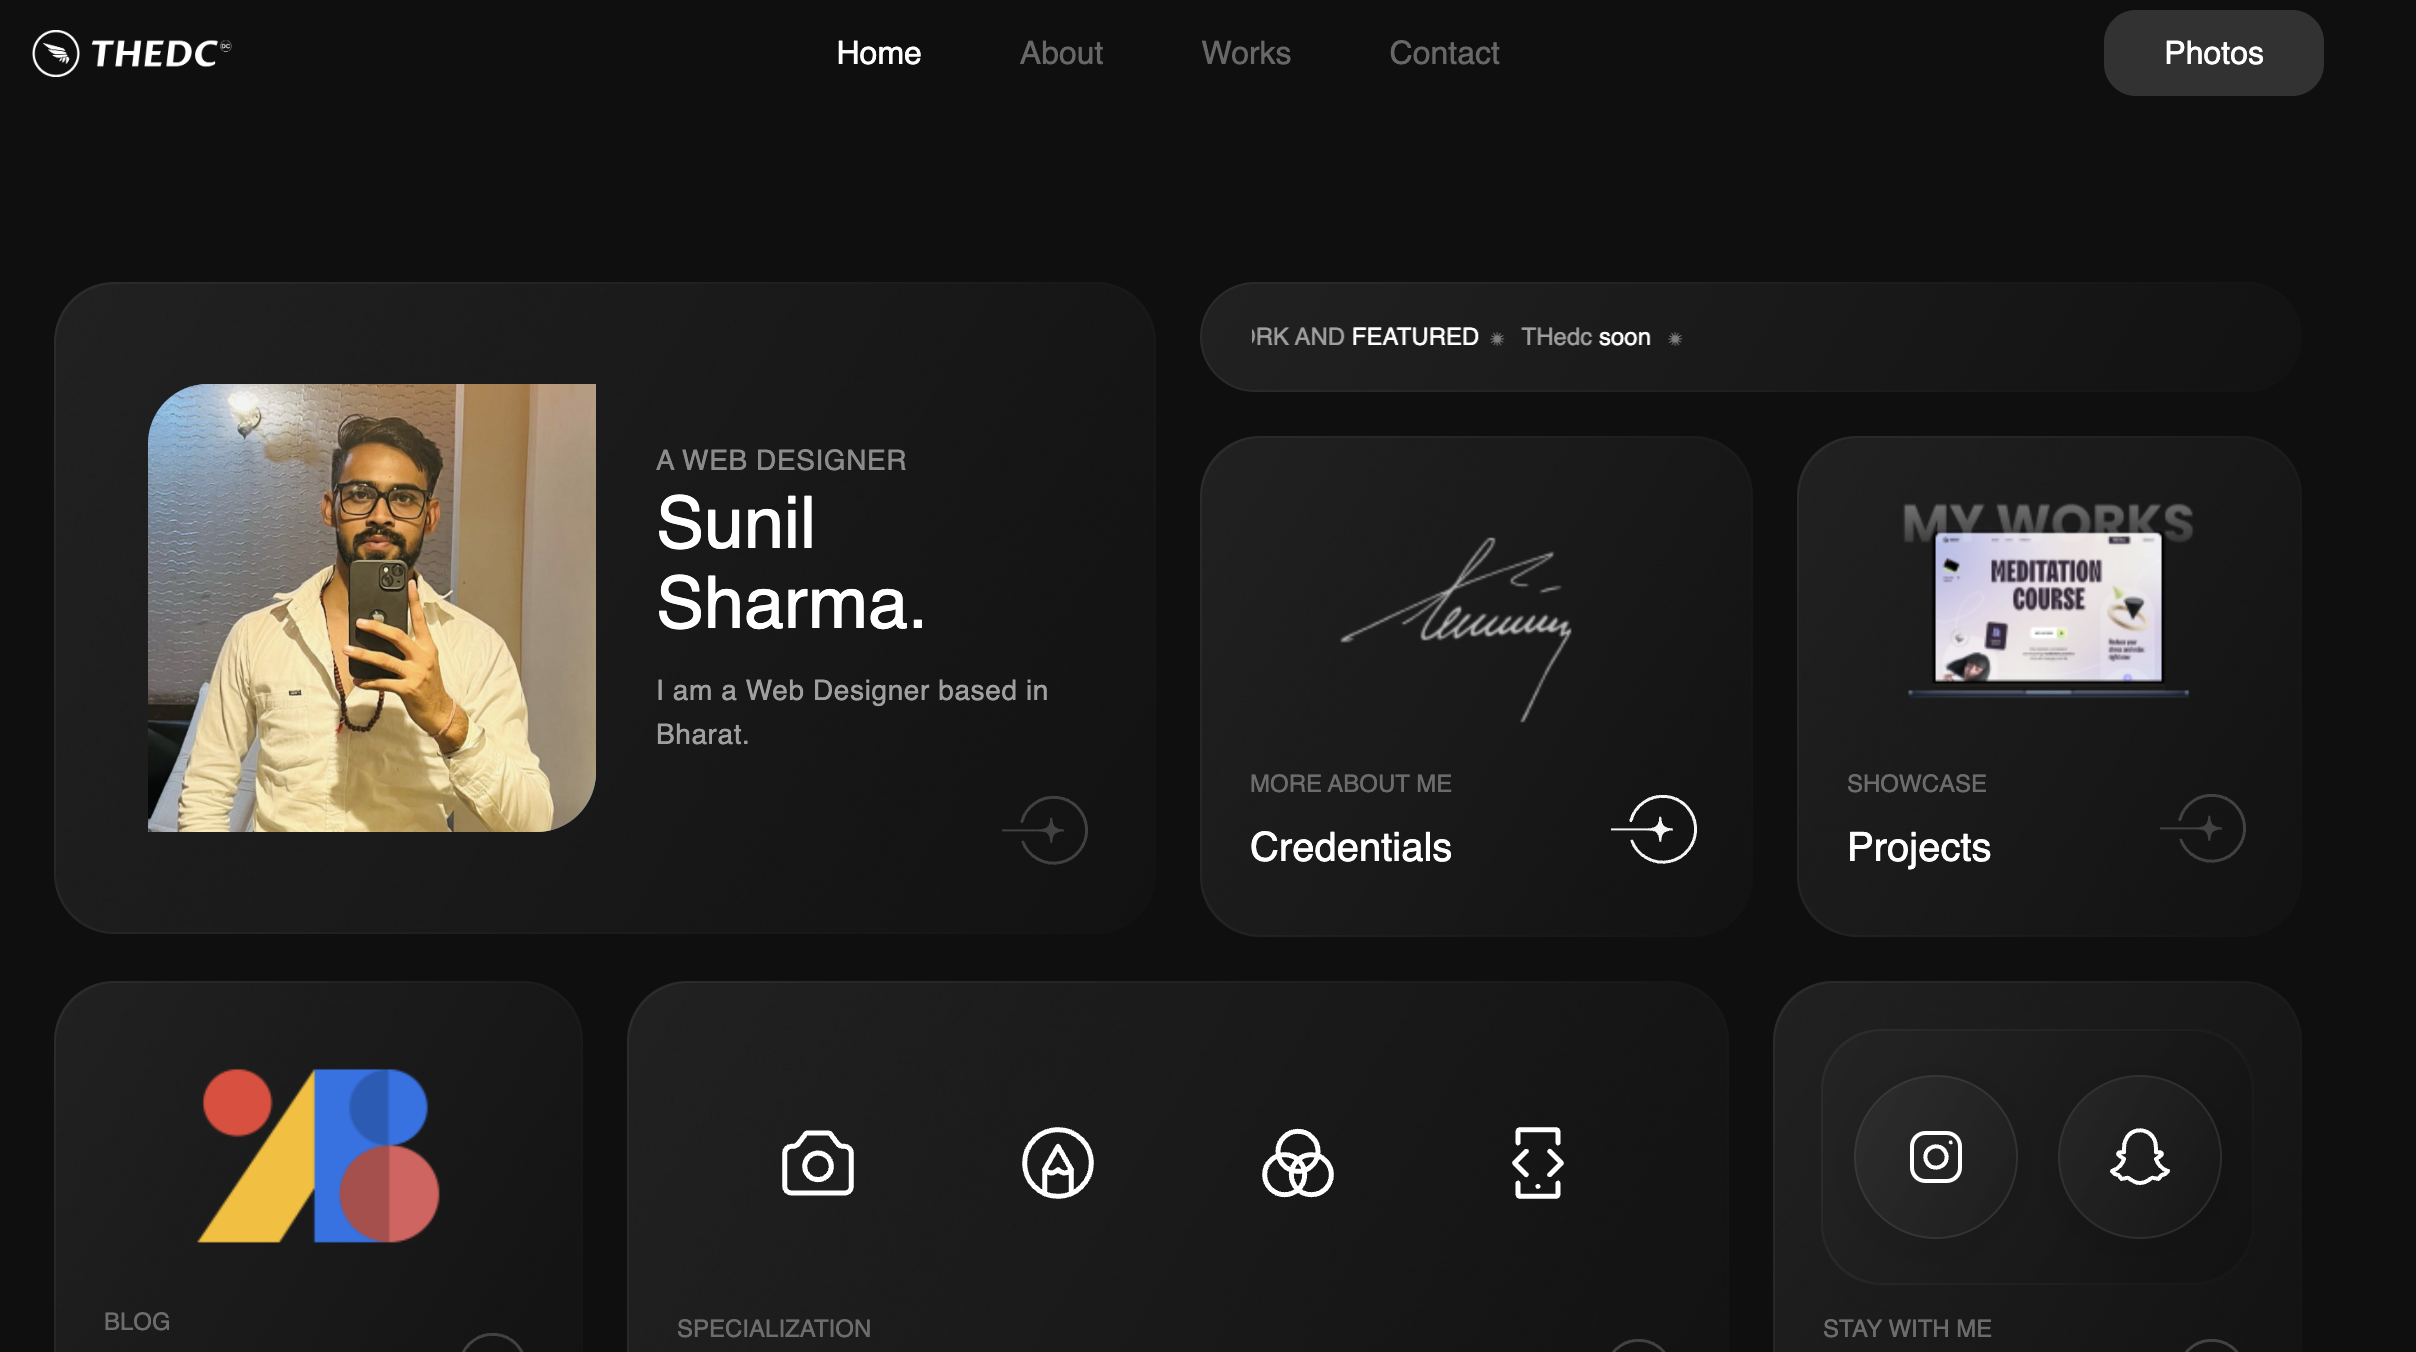 THEDC
Home
About
Works
Contact
Photos
A WEB DESIGNER
Sunil
Sharma.
I am a Web Designer based in
Bharat.
RK AND FEATURED ✷ THedc soon ✷
MORE ABOUT ME
Credentials
MY WORKS
MEDITATION
COURSE
SHOWCASE
Projects
BLOG
SPECIALIZATION
STAY WITH ME